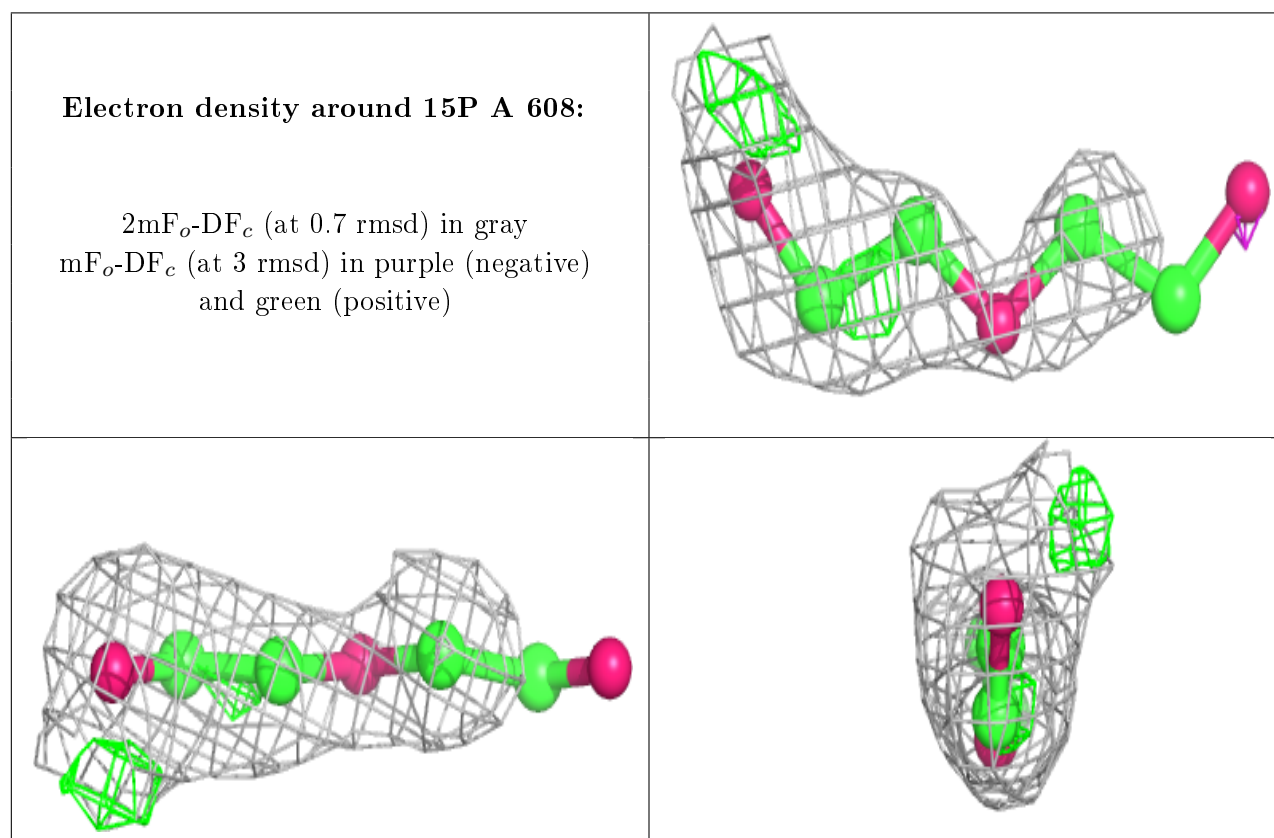 Electron density around 15P A 608:
2mFₒ-DF𝒸 (at 0.7 rmsd) in gray
mFₒ-DF𝒸 (at 3 rmsd) in purple (negative)
and green (positive)